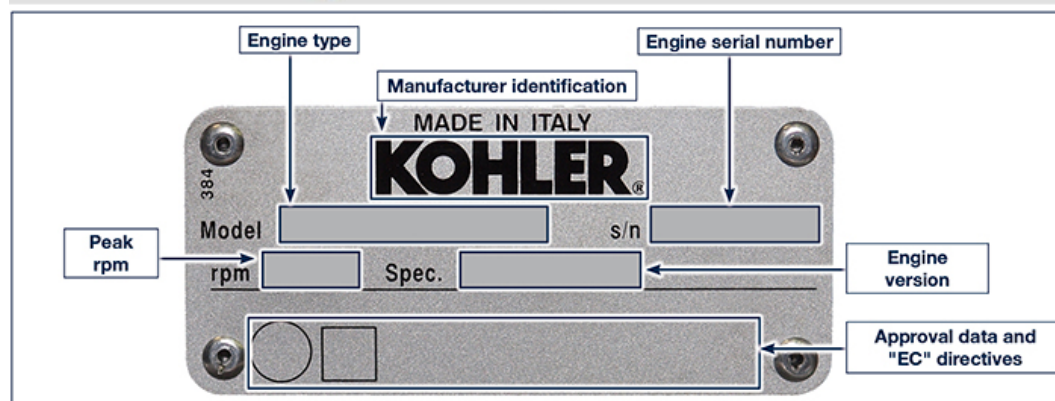 Engine type
Engine serial number
Manufacturer identification
MADE IN ITALY
KOHLER®
384
Model
s/n
Peak
rpm
rpm
Spec.
Engine
version
Approval data and
"EC" directives